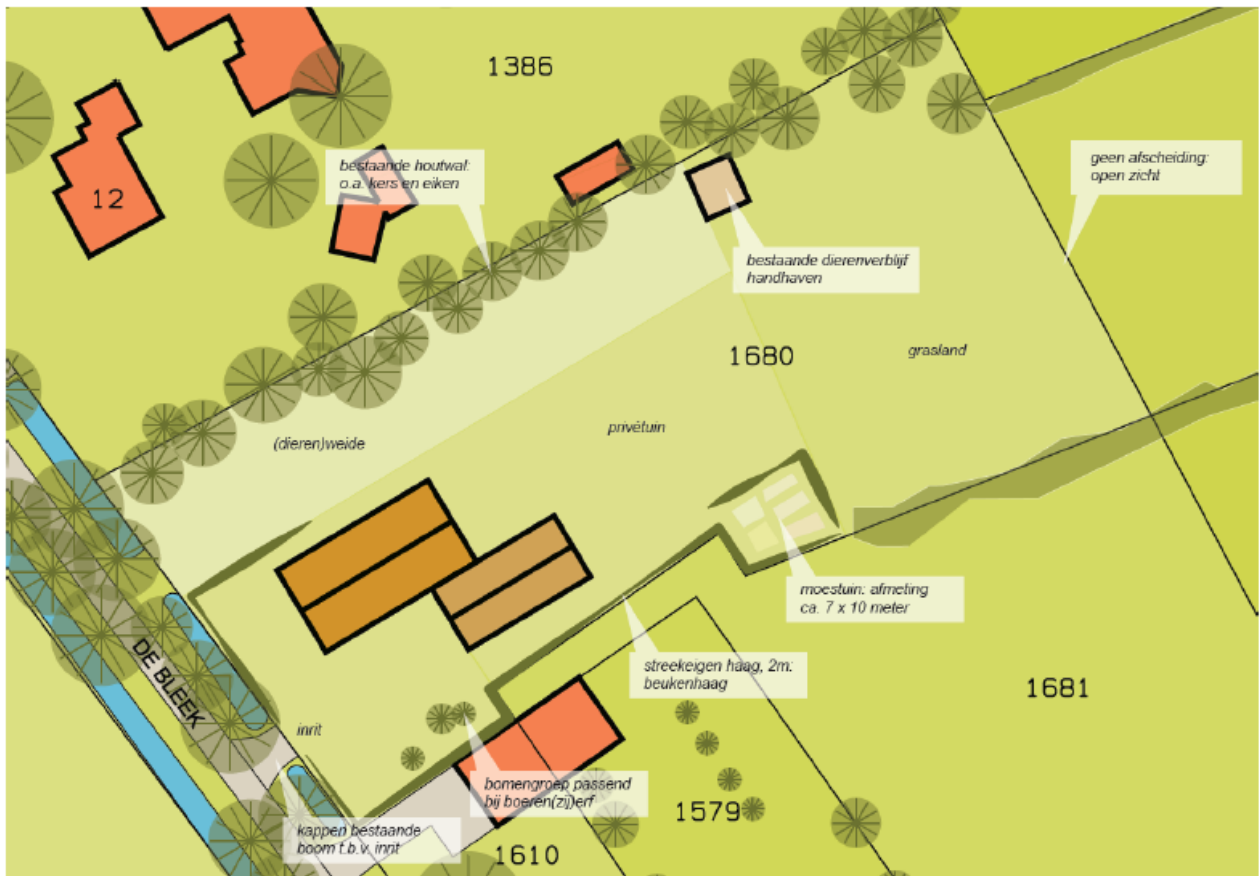 1386
bestaande houtwal:
o.a. kers en eiken
geen afscheiding:
open zicht
12
bestaande dierenverblijf
handhaven
1680
grasland
privétuin
(dieren)weide
moestuin: afmeting
ca. 7 x 10 meter
streekeigen haag, 2m:
beukenhaag
DE BLEEK
1681
inrit
bomengroep passend
bij boeren(zij)erf
1579
kappen bestaande
boom t.b.v. inrit
1610